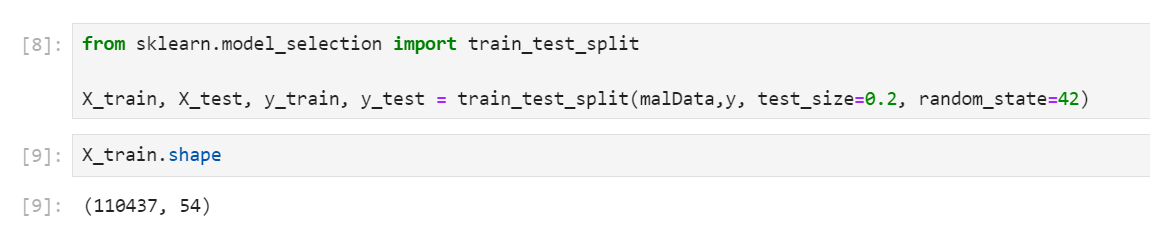 [8]: from sklearn.model_selection import train_test_split
X_train, X_test, y_train, y_test = train_test_split(malData,y, test_size=0.2, random_state=42)
[9]: X_train.shape
[9]: (110437, 54)